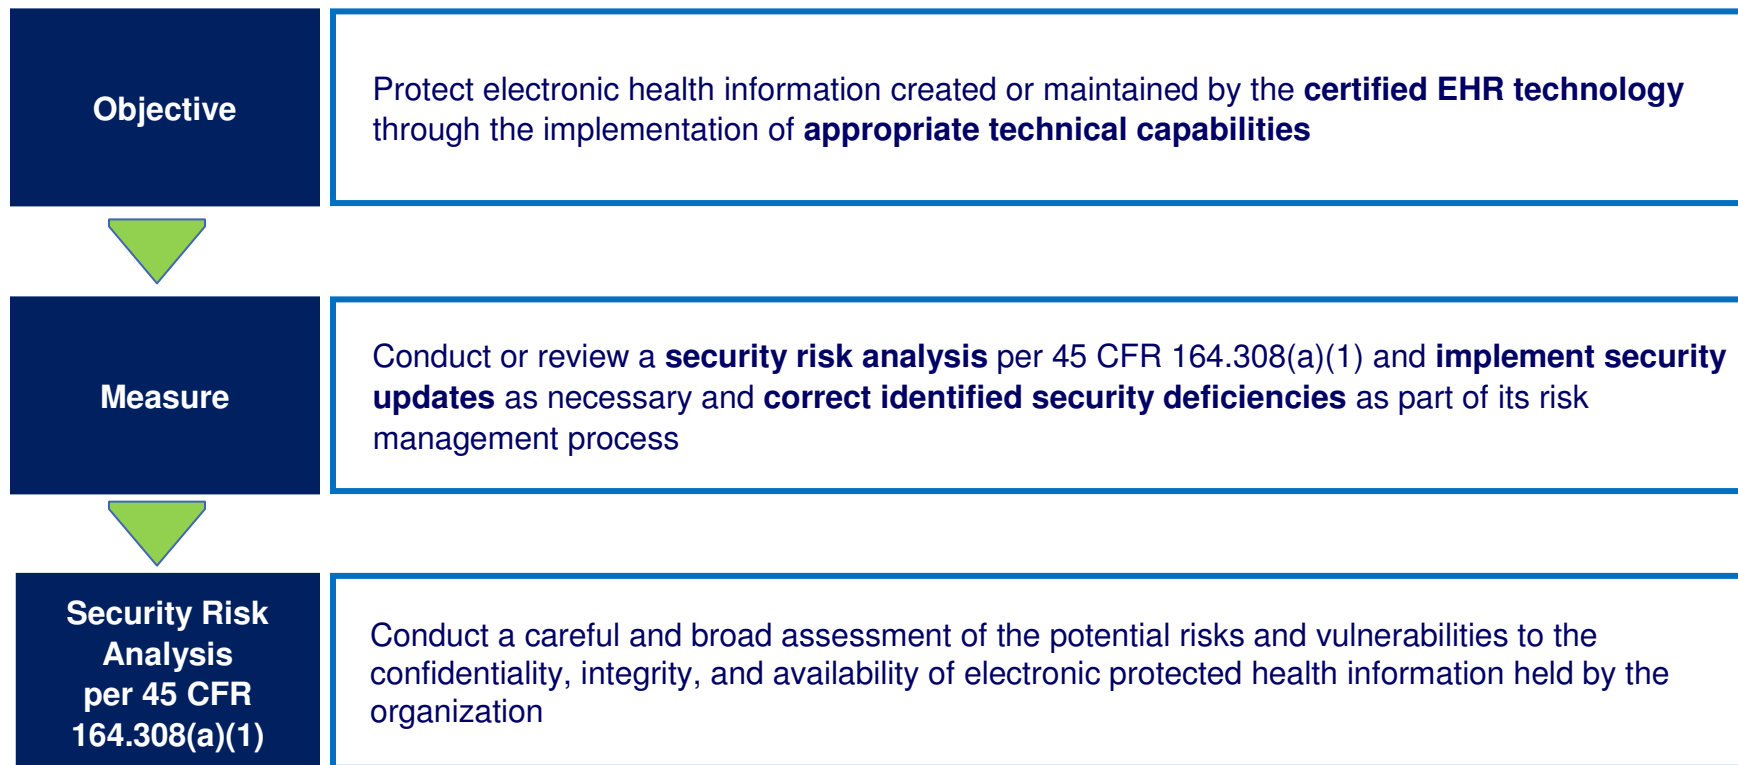 Objective
Protect electronic health information created or maintained by the certified EHR technology
through the implementation of appropriate technical capabilities
Measure
Conduct or review a security risk analysis per 45 CFR 164.308(a)(1) and implement security
updates as necessary and correct identified security deficiencies as part of its risk
management process
Security Risk
Analysis
per 45 CFR
164.308(a)(1)
Conduct a careful and broad assessment of the potential risks and vulnerabilities to the
confidentiality, integrity, and availability of electronic protected health information held by the
organization